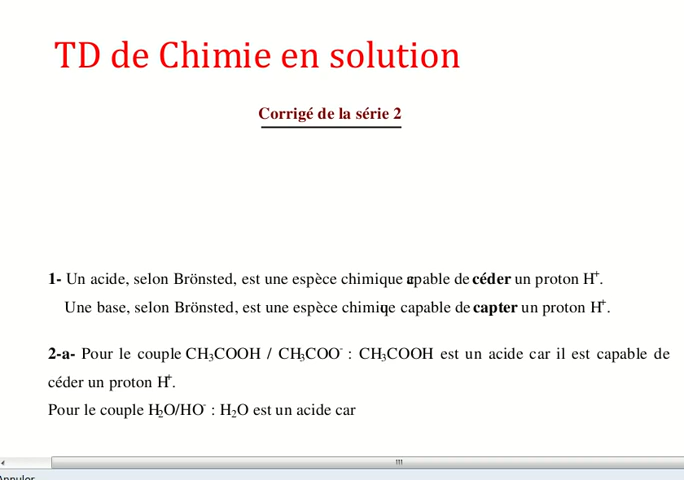 TD de Chimie en solution
Corrigé de la série 2
1- Un acide, selon Brönsted, est une espèce chimique capable de céder un proton H⁺.
Une base, selon Brönsted, est une espèce chimique capable de capter un proton H⁺.
2-a- Pour le couple CH₃COOH / CH₃COO⁻ : CH₃COOH est un acide car il est capable de
céder un proton H⁺.
Pour le couple H₂O/HO⁻ : H₂O est un acide car
Annuler